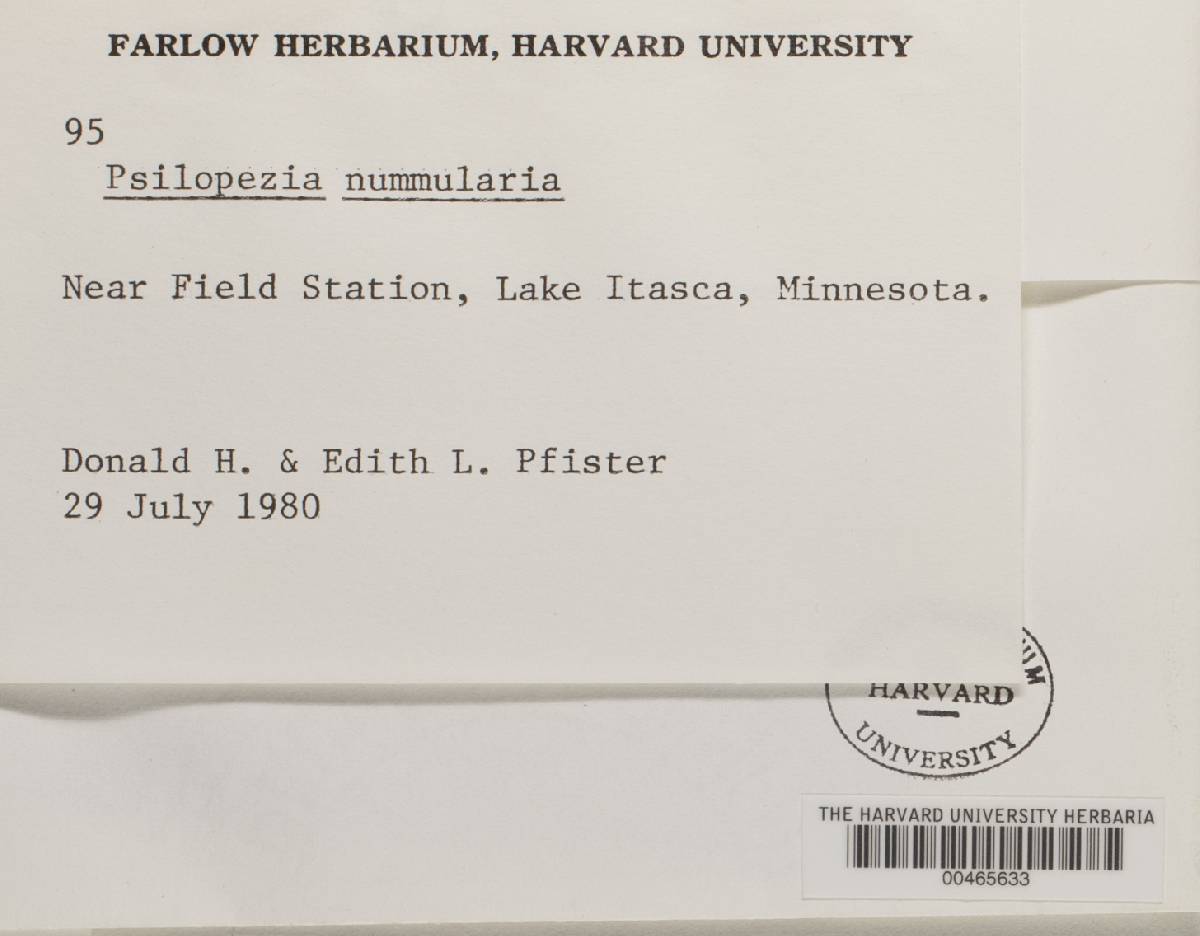 FARLOW HERBARIUM, HARVARD UNIVERSITY
95
Psilopezia nummularia
Near Field Station, Lake Itasca, Minnesota.
Donald H. & Edith L. Pfister
29 July 1980
HARVARD
UNIVERSITY
THE HARVARD UNIVERSITY HERBARIA
00465633